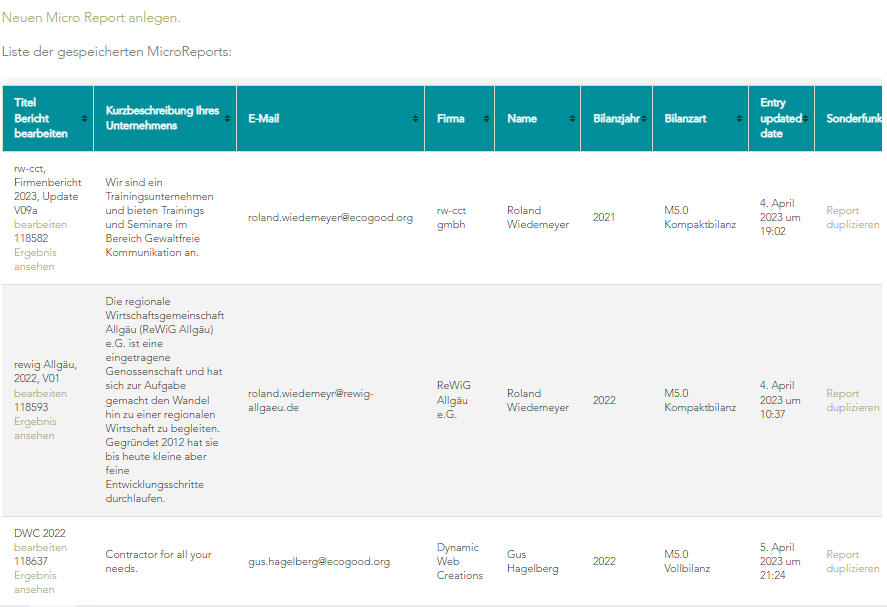 Neuen Micro Report anlegen.
Liste der gespeicherten MicroReports:
Titel
Bericht
bearbeiten
Kurzbeschreibung Ihres
Unternehmens
E-Mail
Firma
Name
Bilanzjahr
Bilanzart
Entry
updated
date
Sonderfunk
rw-cct,
Firmenbericht
2023, Update
V09a
bearbeiten
118582
Ergebnis
ansehen
Wir sind ein
Trainingsunternehmen
und bieten Trainings
und Seminare im
Bereich Gewaltfreie
Kommunikation an.
roland.wiedemeyer@ecogood.org
rw-cct
gmbh
Roland
Wiedemeyer
2021
M5.0
Kompaktbilanz
4. April
2023 um
19:02
Report
duplizieren
rewig Allgäu,
2022, V01
bearbeiten
118593
Ergebnis
ansehen
Die regionale
Wirtschaftsgemeinschaft
Allgäu (ReWiG Allgäu)
e.G. ist eine
eingetragene
Genossenschaft und hat
sich zur Aufgabe
gemacht den Wandel
hin zu einer regionalen
Wirtschaft zu begleiten.
Gegründet 2012 hat sie
bis heute kleine aber
feine
Entwicklungsschritte
durchlaufen.
roland.wiedemeyr@rewig-
allgaeu.de
ReWiG
Allgäu
e.G.
Roland
Wiedemeyer
2022
M5.0
Kompaktbilanz
4. April
2023 um
10:37
Report
duplizieren
DWC 2022
bearbeiten
118637
Ergebnis
ansehen
Contractor for all your
needs.
gus.hagelberg@ecogood.org
Dynamic
Web
Creations
Gus
Hagelberg
2022
M5.0
Vollbilanz
5. April
2023 um
21:24
Report
duplizieren